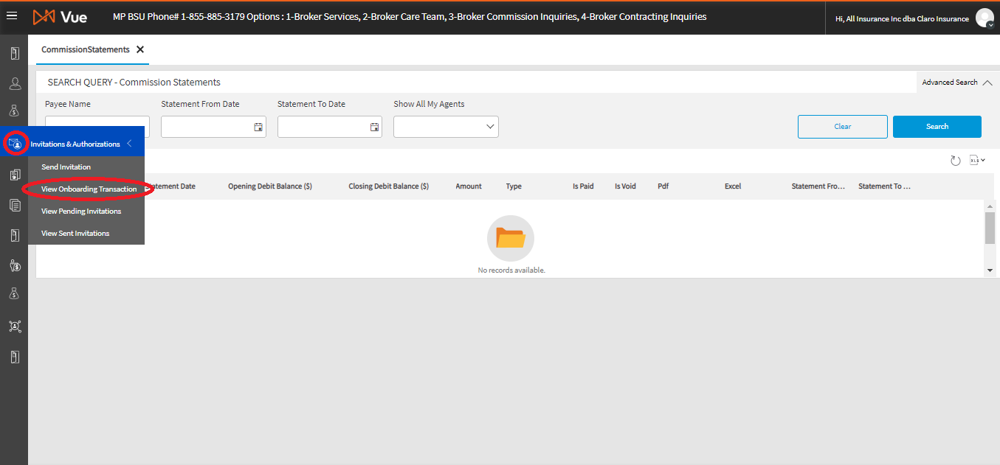 Vue
MP BSU Phone# 1-855-885-3179 Options : 1-Broker Services, 2-Broker Care Team, 3-Broker Commission Inquiries, 4-Broker Contracting Inquiries
Hi, All Insurance Inc dba Claro Insurance
CommissionStatements
SEARCH QUERY - Commission Statements
Advanced Search
Payee Name
Statement From Date
Statement To Date
Show All My Agents
Clear
Search
Invitations & Authorizations
Send Invitation
View Onboarding Transaction
View Pending Invitations
View Sent Invitations
XLS
tement Date
Opening Debit Balance ($)
Closing Debit Balance ($)
Amount
Type
Is Paid
Is Void
Pdf
Excel
Statement Fro...
Statement To ...
No records available.